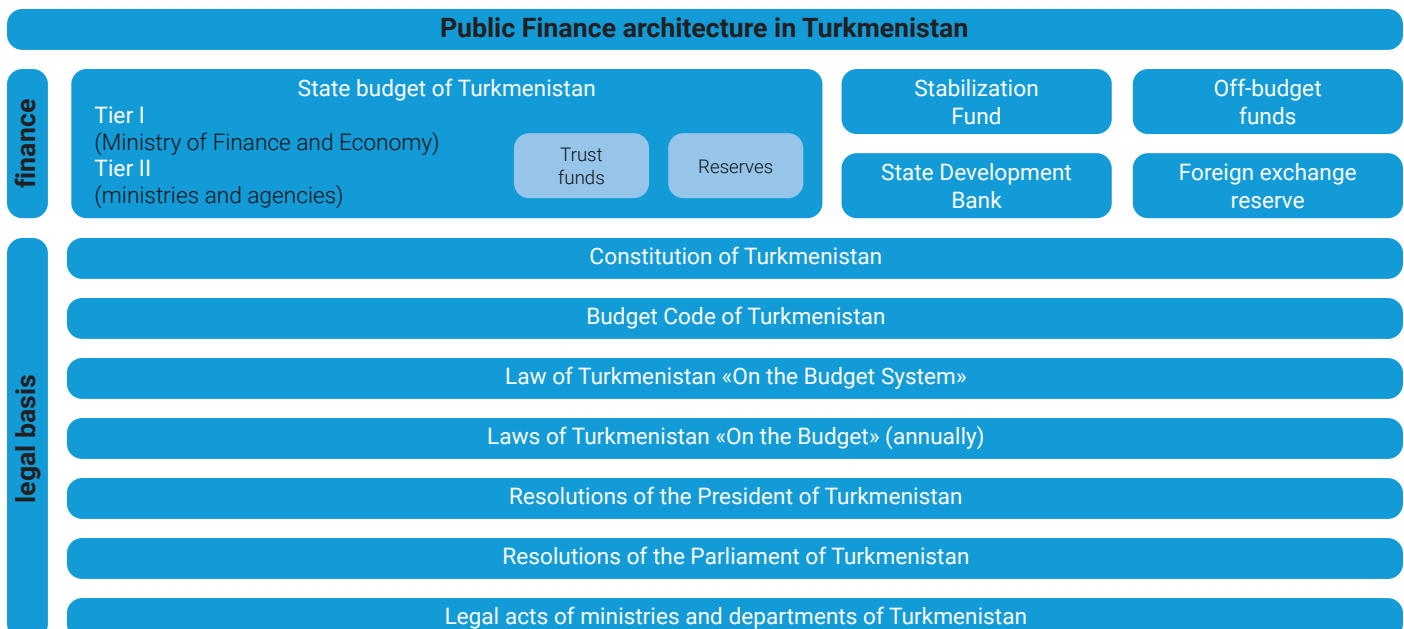 Public Finance architecture in Turkmenistan
finance
State budget of Turkmenistan
Tier I
(Ministry of Finance and Economy)
Tier II
(ministries and agencies)
Trust
funds
Reserves
Stabilization
Fund
Off-budget
funds
State Development
Bank
Foreign exchange
reserve
legal basis
Constitution of Turkmenistan
Budget Code of Turkmenistan
Law of Turkmenistan «On the Budget System»
Laws of Turkmenistan «On the Budget» (annually)
Resolutions of the President of Turkmenistan
Resolutions of the Parliament of Turkmenistan
Legal acts of ministries and departments of Turkmenistan